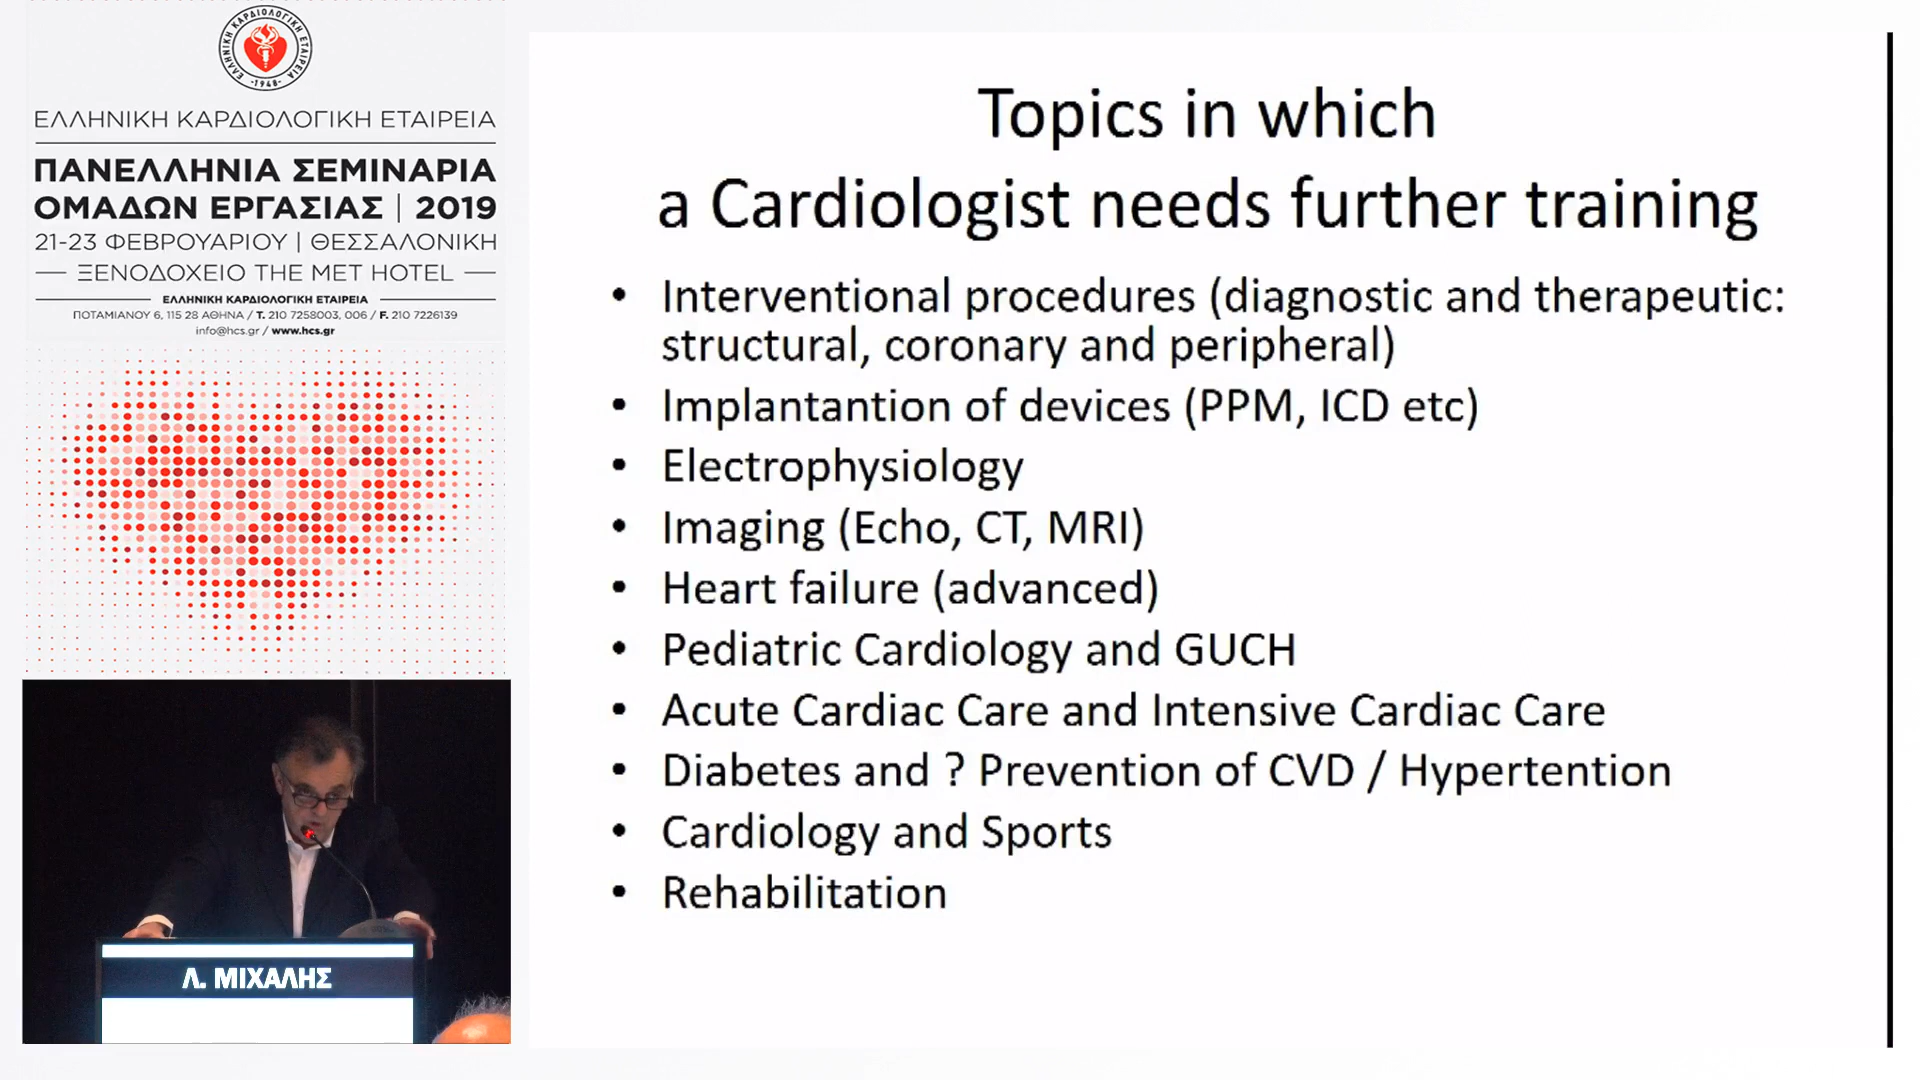 ΕΛΛΗΝΙΚΗ ΚΑΡΔΙΟΛΟΓΙΚΗ ΕΤΑΙΡΕΙΑ
-1948-
ΕΛΛΗΝΙΚΗ ΚΑΡΔΙΟΛΟΓΙΚΗ ΕΤΑΙΡΕΙΑ
ΠΑΝΕΛΛΗΝΙΑ ΣΕΜΙΝΑΡΙΑ
ΟΜΑΔΩΝ ΕΡΓΑΣΙΑΣ | 2019
21-23 ΦΕΒΡΟΥΑΡΙΟΥ | ΘΕΣΣΑΛΟΝΙΚΗ
ΞΕΝΟΔΟΧΕΙΟ THE MET HOTEL
ΕΛΛΗΝΙΚΗ ΚΑΡΔΙΟΛΟΓΙΚΗ ΕΤΑΙΡΕΙΑ
ΠΟΤΑΜΙΑΝΟΥ 6, 115 28 ΑΘΗΝΑ / T. 210 7258003, 006 / F. 210 7226139
info@hcs.gr / www.hcs.gr
Λ. ΜΙΧΑΛΗΣ
Topics in which
a Cardiologist needs further training
• Interventional procedures (diagnostic and therapeutic:
structural, coronary and peripheral)
• Implantantion of devices (PPM, ICD etc)
• Electrophysiology
• Imaging (Echo, CT, MRI)
• Heart failure (advanced)
• Pediatric Cardiology and GUCH
• Acute Cardiac Care and Intensive Cardiac Care
• Diabetes and ? Prevention of CVD / Hypertention
• Cardiology and Sports
• Rehabilitation